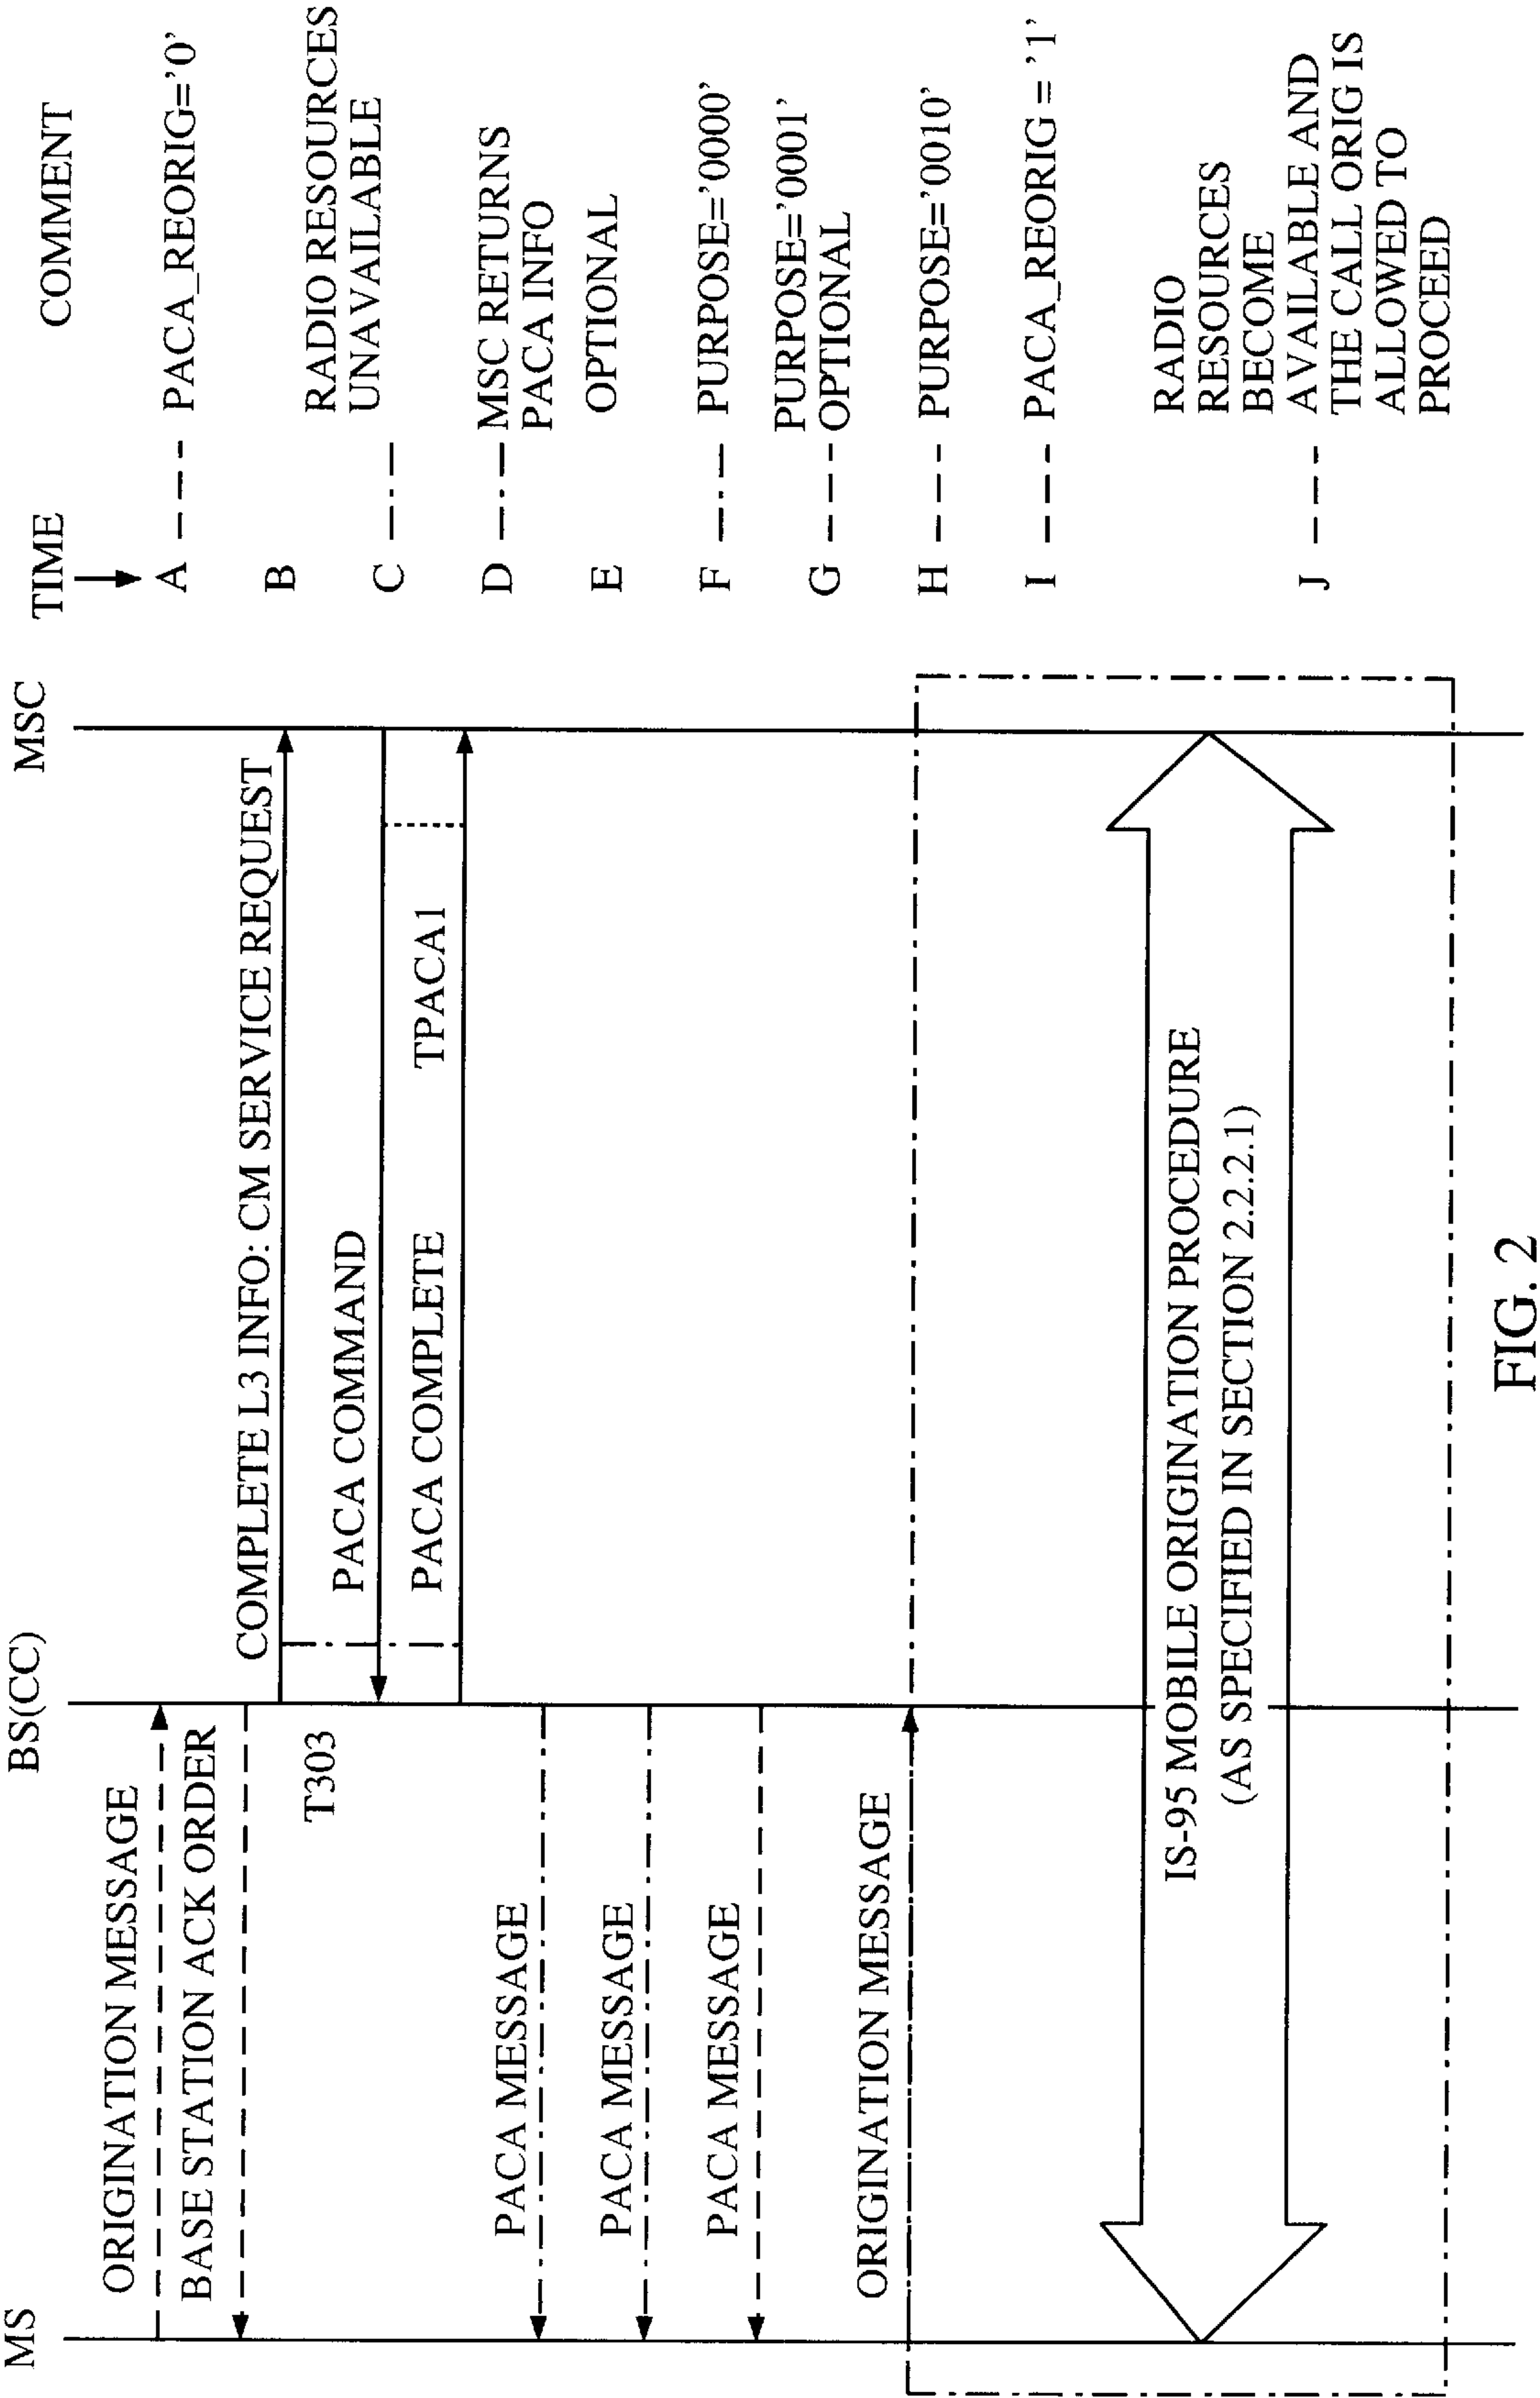 MS
BS(CC)
MSC
TIME
COMMENT
ORIGINATION MESSAGE
A
PACA_REORIG='0'
BASE STATION ACK ORDER
COMPLETE L3 INFO: CM SERVICE REQUEST
B
T303
PACA COMMAND
C
RADIO RESOURCES
UNAVAILABLE
PACA COMPLETE
TPACA1
D
MSC RETURNS
PACA INFO
PACA MESSAGE
E
OPTIONAL
PACA MESSAGE
F
PURPOSE='0000'
PACA MESSAGE
G
PURPOSE='0001'
OPTIONAL
ORIGINATION MESSAGE
H
PURPOSE='0010'
I
PACA_REORIG = '1'
IS-95 MOBILE ORIGINATION PROCEDURE
(AS SPECIFIED IN SECTION 2.2.2.1)
J
RADIO
RESOURCES
BECOME
AVAILABLE AND
THE CALL ORIG IS
ALLOWED TO
PROCEED
FIG. 2